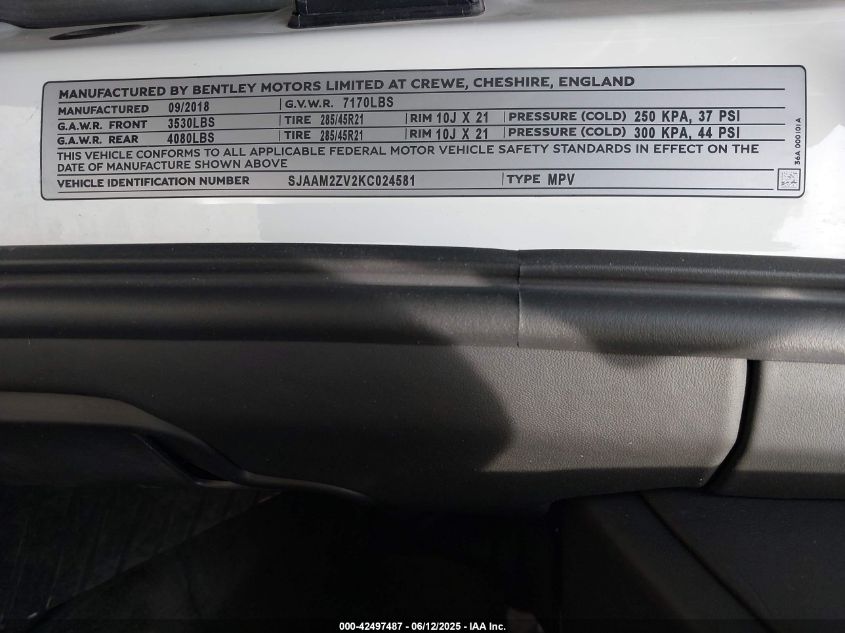 MANUFACTURED BY BENTLEY MOTORS LIMITED AT CREWE, CHESHIRE, ENGLAND
MANUFACTURED 09/2018 G.V.W.R. 7170LBS
G.A.W.R. FRONT 3530LBS TIRE 285/45R21 RIM 10J X 21 PRESSURE (COLD) 250 KPA, 37 PSI
G.A.W.R. REAR 4080LBS TIRE 285/45R21 RIM 10J X 21 PRESSURE (COLD) 300 KPA, 44 PSI
THIS VEHICLE CONFORMS TO ALL APPLICABLE FEDERAL MOTOR VEHICLE SAFETY STANDARDS IN EFFECT ON THE
DATE OF MANUFACTURE SHOWN ABOVE
VEHICLE IDENTIFICATION NUMBER SJAAM2ZV2KC024581 TYPE MPV
36A 000101A
000-42497487 - 06/12/2025 - IAA Inc.